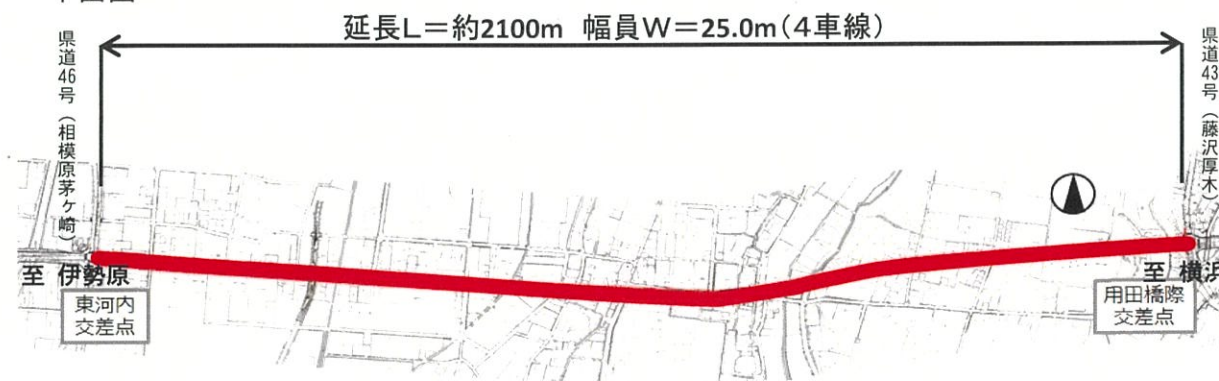 延長L=約2100m 幅員W=25.0m(4車線)
県道46号(相模原茅ヶ崎)
県道43号(藤沢厚木)
至 伊勢原
至 横浜
東河内
交差点
用田橋際
交差点